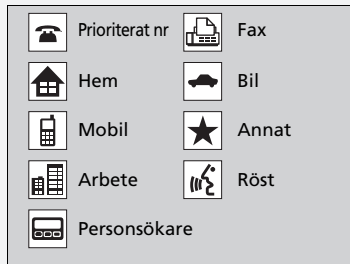 Prioriterat nr Fax
Hem Bil
Mobil Annat
Arbete Röst
Personsökare